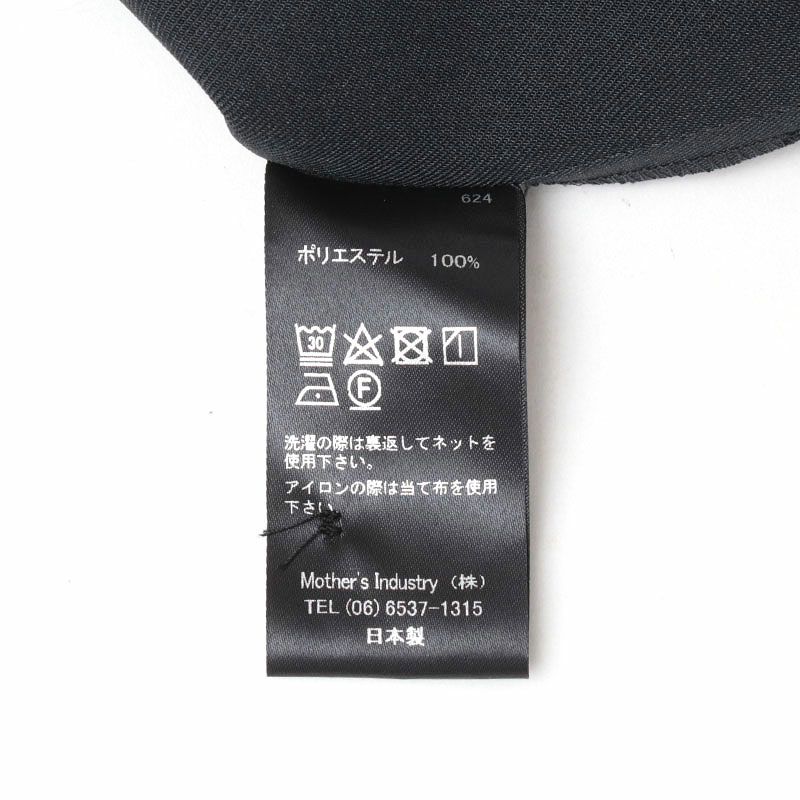 624
ポリエステル 100%
30
F
洗濯の際は裏返してネットを
使用下さい。
アイロンの際は当て布を使用
下さい
Mother's Industry (株)
TEL (06) 6537-1315
日本製